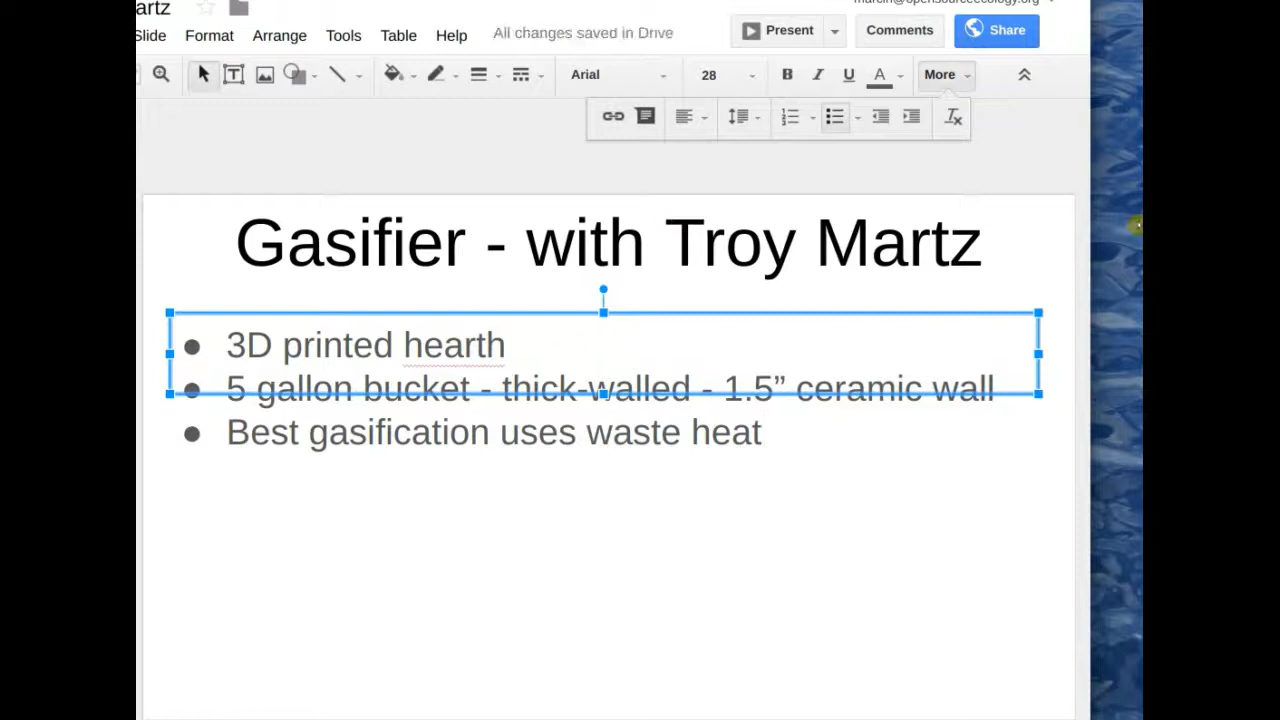 artz
Slide Format Arrange Tools Table Help All changes saved in Drive Present Comments Share
Arial 28 B I U A More
Gasifier - with Troy Martz
● 3D printed hearth
● 5 gallon bucket - thick-walled - 1.5” ceramic wall
● Best gasification uses waste heat